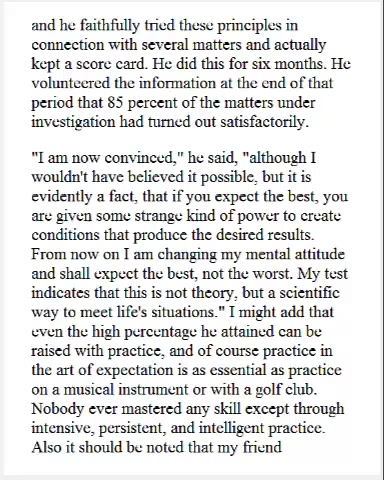 and he faithfully tried these principles in
connection with several matters and actually
kept a score card. He did this for six months. He
volunteered the information at the end of that
period that 85 percent of the matters under
investigation had turned out satisfactorily.
"I am now convinced," he said, "although I
wouldn't have believed it possible, but it is
evidently a fact, that if you expect the best, you
are given some strange kind of power to create
conditions that produce the desired results.
From now on I am changing my mental attitude
and shall expect the best, not the worst. My test
indicates that this is not theory, but a scientific
way to meet life's situations." I might add that
even the high percentage he attained can be
raised with practice, and of course practice in
the art of expectation is as essential as practice
on a musical instrument or with a golf club.
Nobody ever mastered any skill except through
intensive, persistent, and intelligent practice.
Also it should be noted that my friend